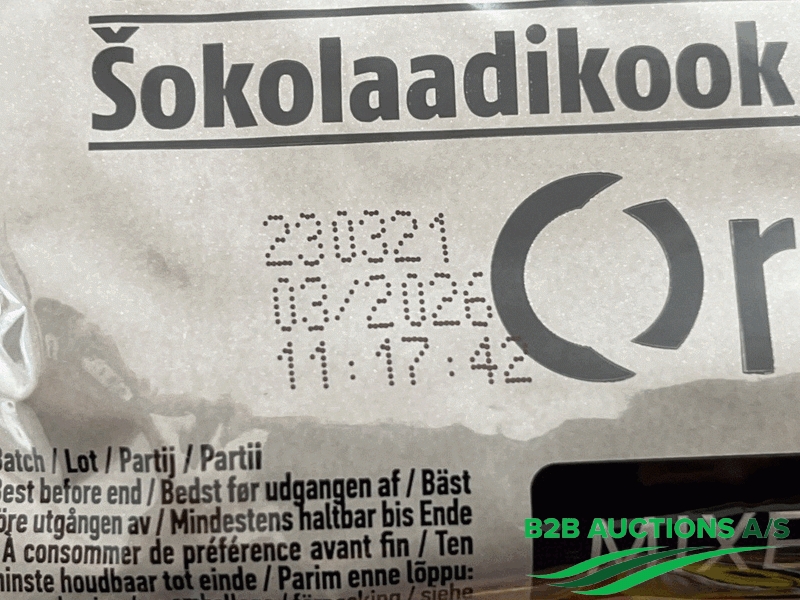 Šokolaadikook
Or
230321
03/2026
11:17:42
Batch / Lot / Partij / Partii
Best before end / Bedst før udgangen af / Bäst
före utgången av / Mindestens haltbar bis Ende
À consommer de préférence avant fin / Ten
minste houdbaar tot einde / Parim enne lõppu:
/ siehe
B2B AUCTIONS A/S